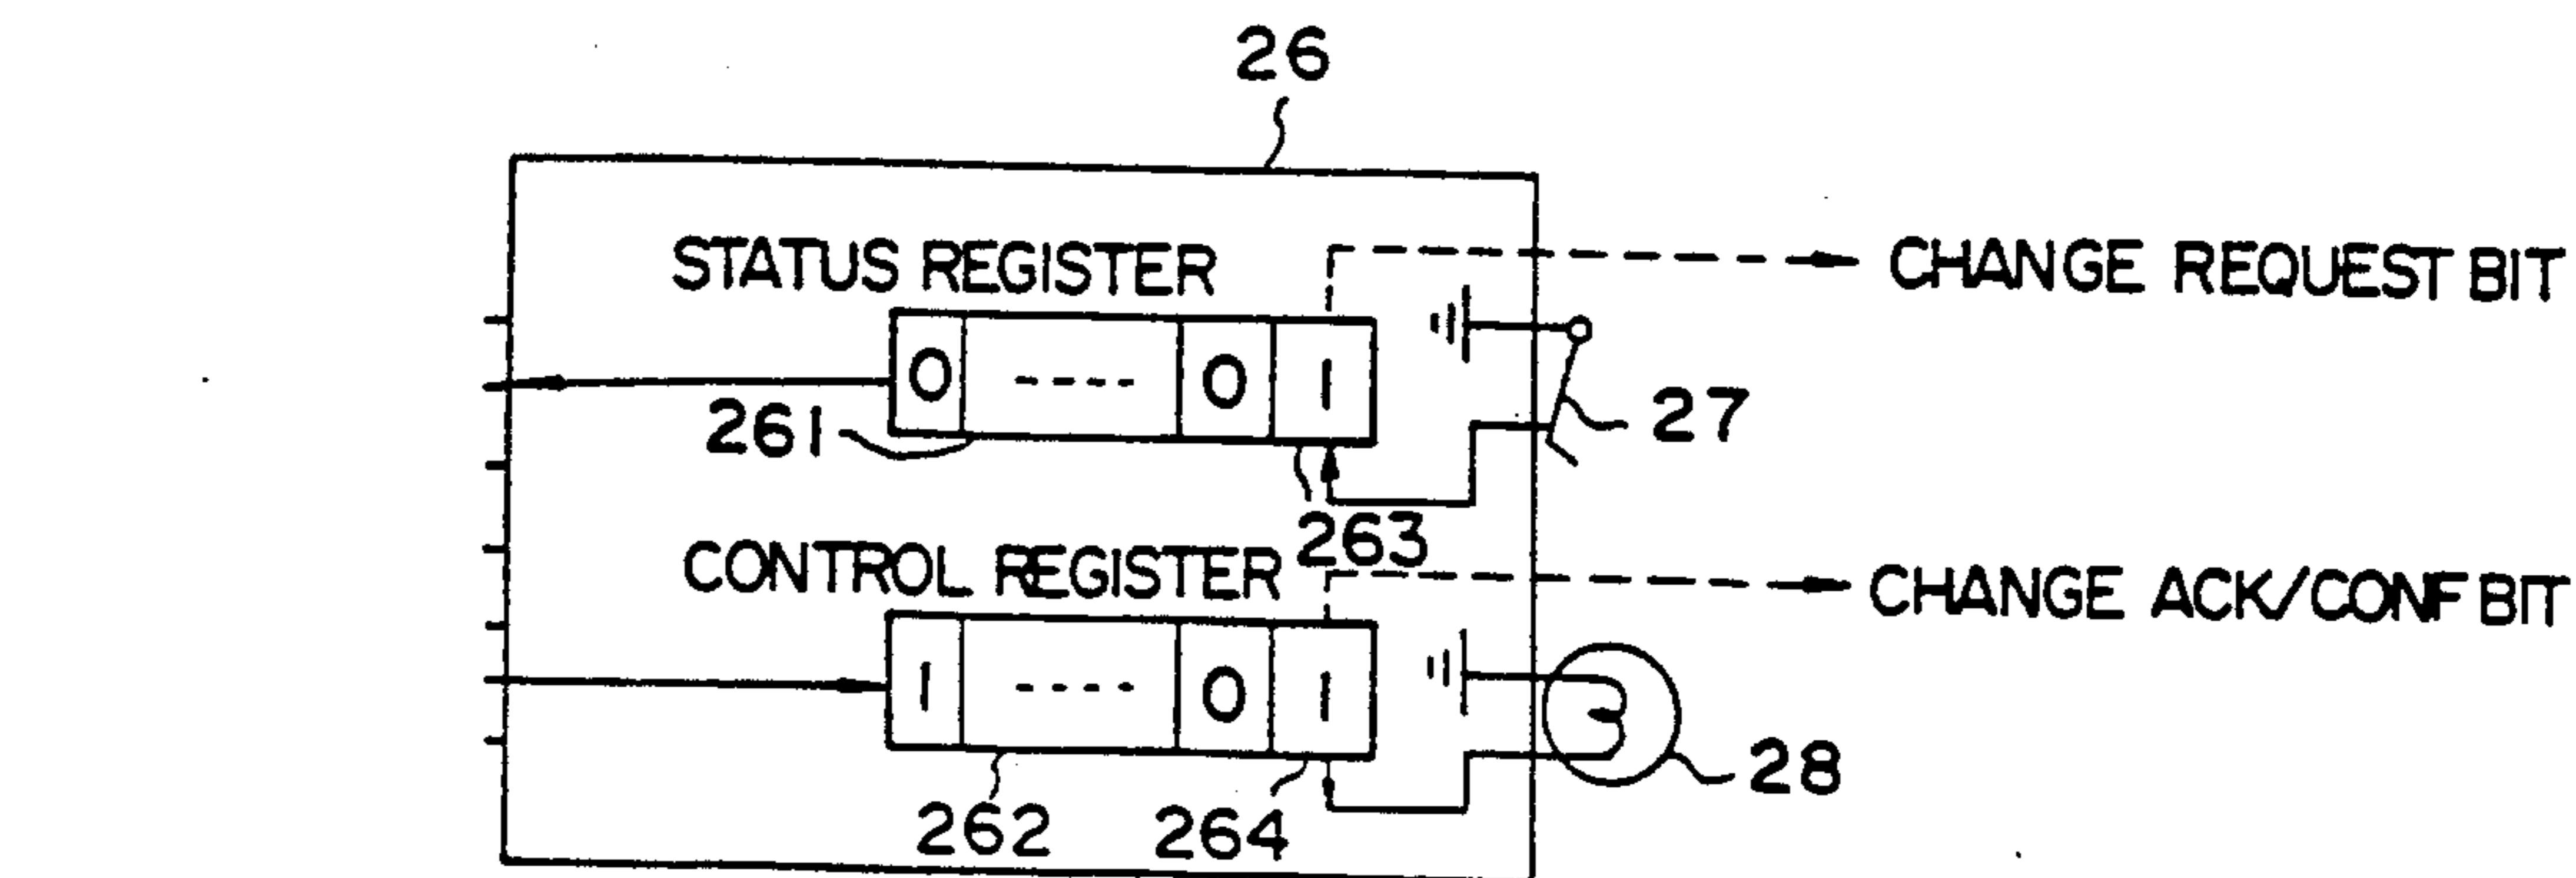 26
STATUS REGISTER
CHANGE REQUEST BIT
0 ---- 0 1
261
27
263
CONTROL REGISTER
CHANGE ACK/CONF BIT
1 ---- 0 1
28
262
264